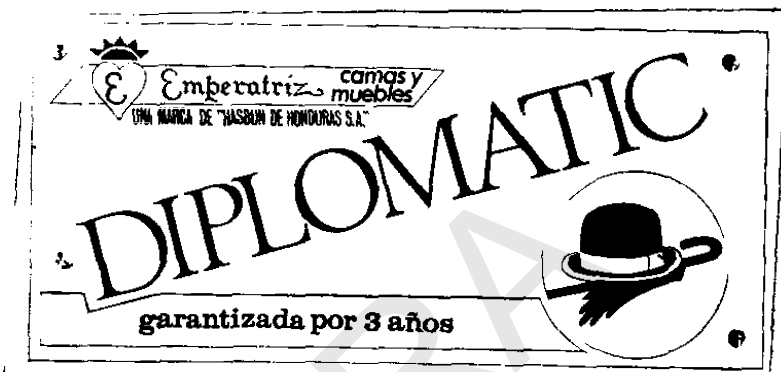 Ɛ Emperatriz camas y muebles
UNA MARCA DE "HASBUN DE HONDURAS S.A."
DIPLOMATIC
garantizada por 3 años